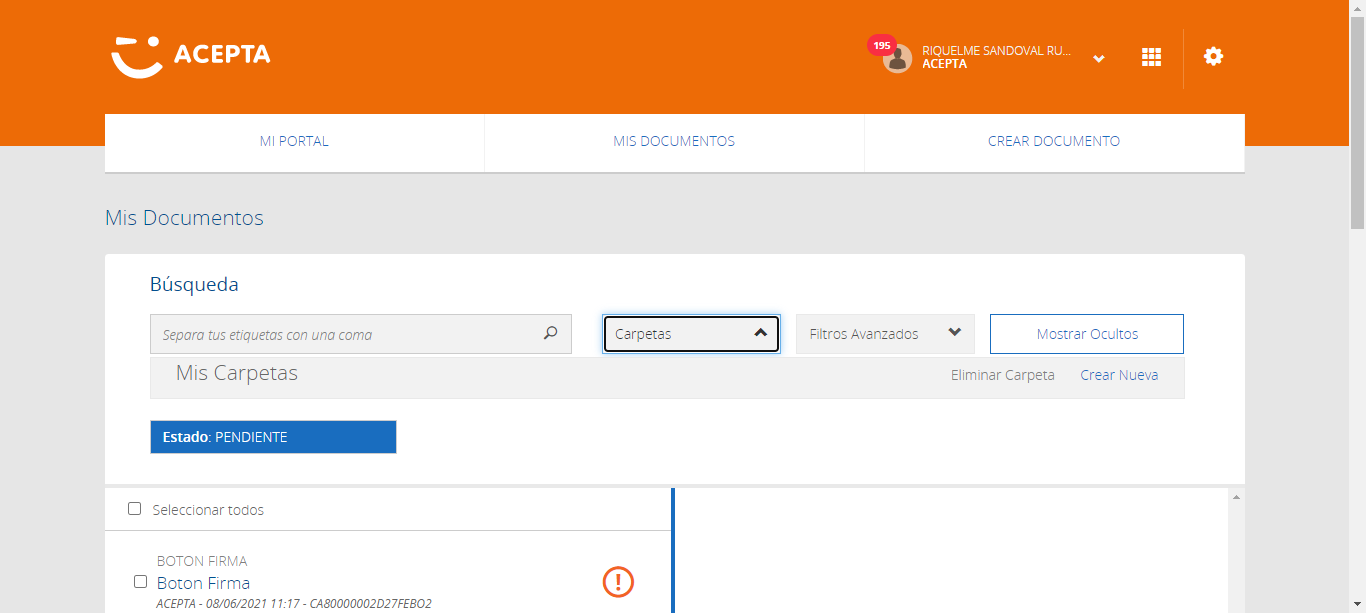 ACEPTA
195
RIQUELME SANDOVAL RU...
ACEPTA
MI PORTAL
MIS DOCUMENTOS
CREAR DOCUMENTO
Mis Documentos
Búsqueda
Separa tus etiquetas con una coma
Carpetas
Filtros Avanzados
Mostrar Ocultos
Mis Carpetas
Eliminar Carpeta
Crear Nueva
Estado: PENDIENTE
Seleccionar todos
BOTON FIRMA
Boton Firma
ACEPTA - 08/06/2021 11:17 - CA80000002D27FEBO2